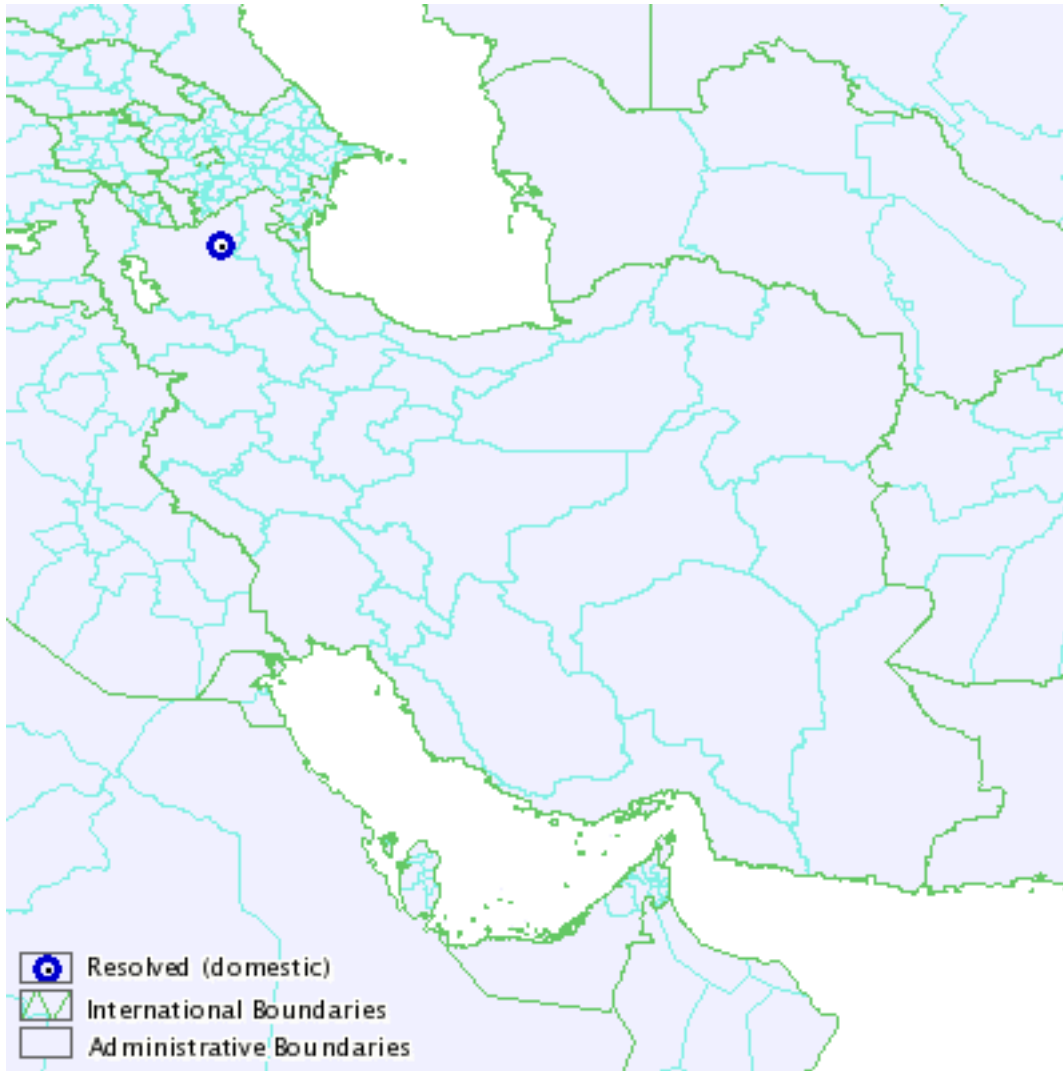 Resolved (domestic)
International Boundaries
Administrative Boundaries